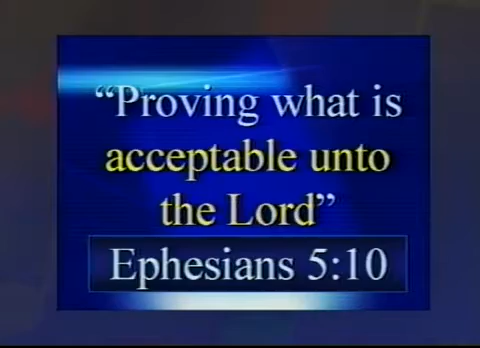 “Proving what is
acceptable unto
the Lord”
Ephesians 5:10